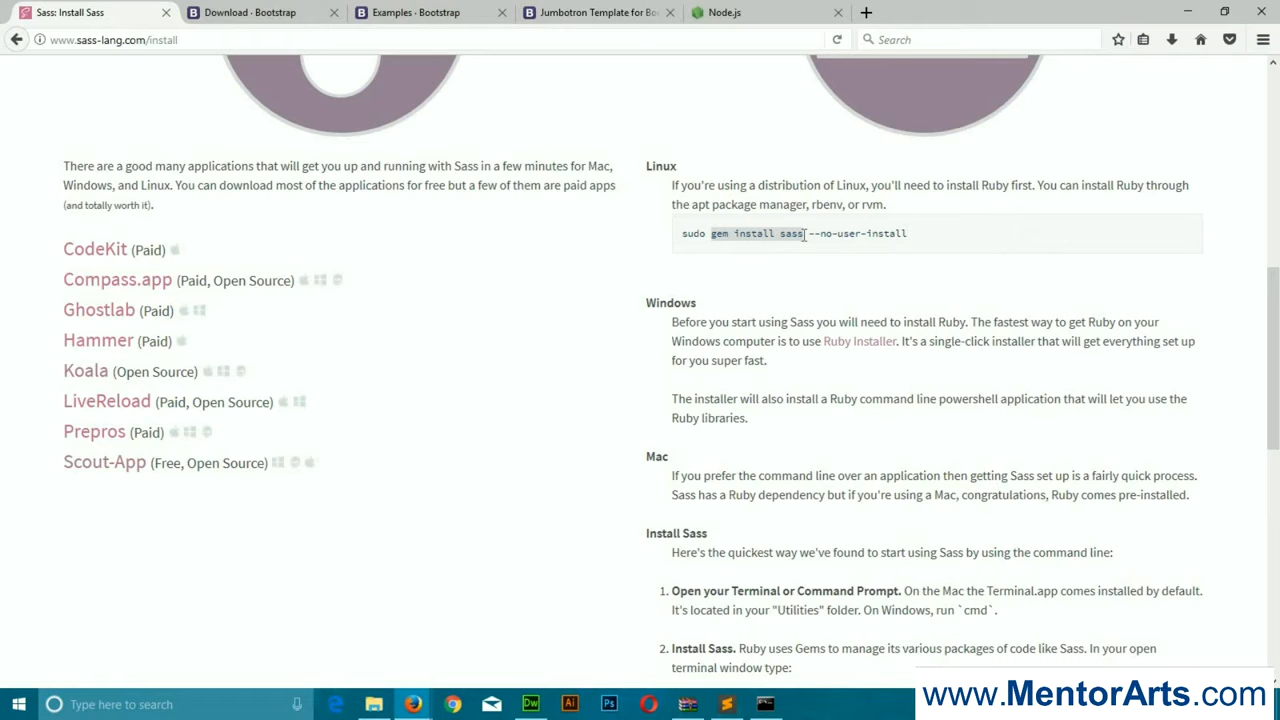 Sass: Install Sass
Download · Bootstrap
Examples · Bootstrap
Jumbotron Template for Bo
Node.js
www.sass-lang.com/install
Search
There are a good many applications that will get you up and running with Sass in a few minutes for Mac,
Windows, and Linux. You can download most of the applications for free but a few of them are paid apps
(and totally worth it).
CodeKit (Paid)
Compass.app (Paid, Open Source)
Ghostlab (Paid)
Hammer (Paid)
Koala (Open Source)
LiveReload (Paid, Open Source)
Prepros (Paid)
Scout-App (Free, Open Source)
Linux
If you're using a distribution of Linux, you'll need to install Ruby first. You can install Ruby through
the apt package manager, rbenv, or rvm.
sudo gem install sass --no-user-install
Windows
Before you start using Sass you will need to install Ruby. The fastest way to get Ruby on your
Windows computer is to use Ruby Installer. It's a single-click installer that will get everything set up
for you super fast.
The installer will also install a Ruby command line powershell application that will let you use the
Ruby libraries.
Mac
If you prefer the command line over an application then getting Sass set up is a fairly quick process.
Sass has a Ruby dependency but if you're using a Mac, congratulations, Ruby comes pre-installed.
Install Sass
Here's the quickest way we've found to start using Sass by using the command line:
1. Open your Terminal or Command Prompt. On the Mac the Terminal.app comes installed by default.
It's located in your "Utilities" folder. On Windows, run `cmd`.
2. Install Sass. Ruby uses Gems to manage its various packages of code like Sass. In your open
terminal window type:
Type here to search
Dw
Ai
Ps
www.MentorArts.com